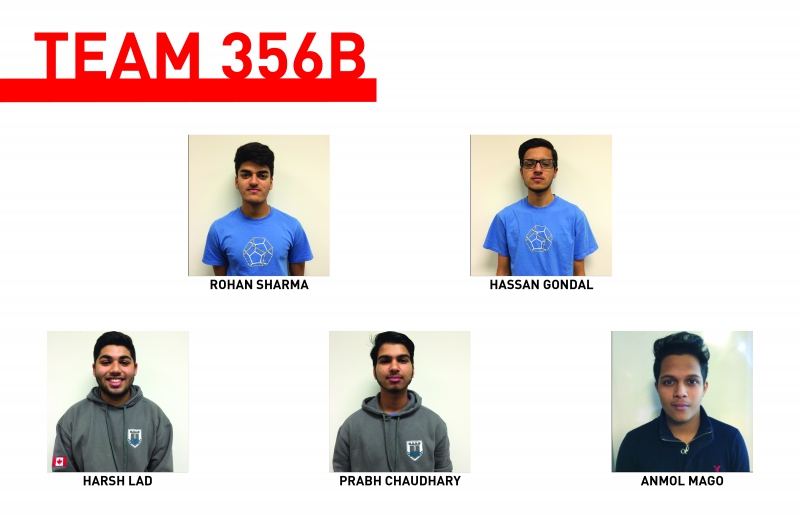 TEAM 356B
ROHAN SHARMA
HASSAN GONDAL
HARSH LAD
PRABH CHAUDHARY
ANMOL MAGO